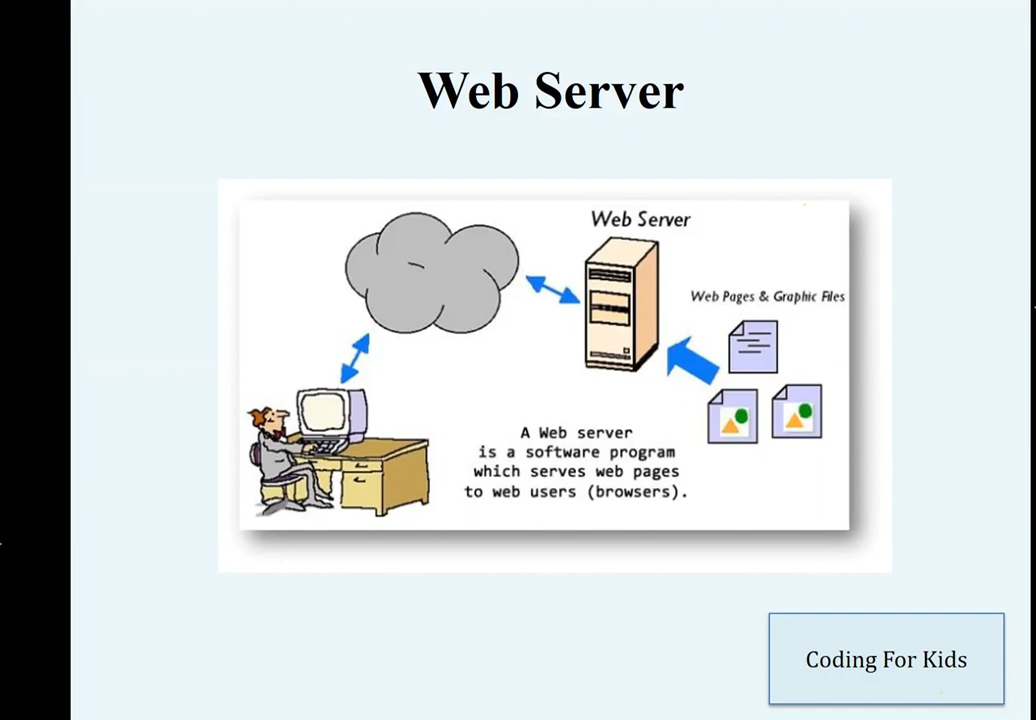 Web Server
Web Server
Web Pages & Graphic Files
A Web server
is a software program
which serves web pages
to web users (browsers).
Coding For Kids